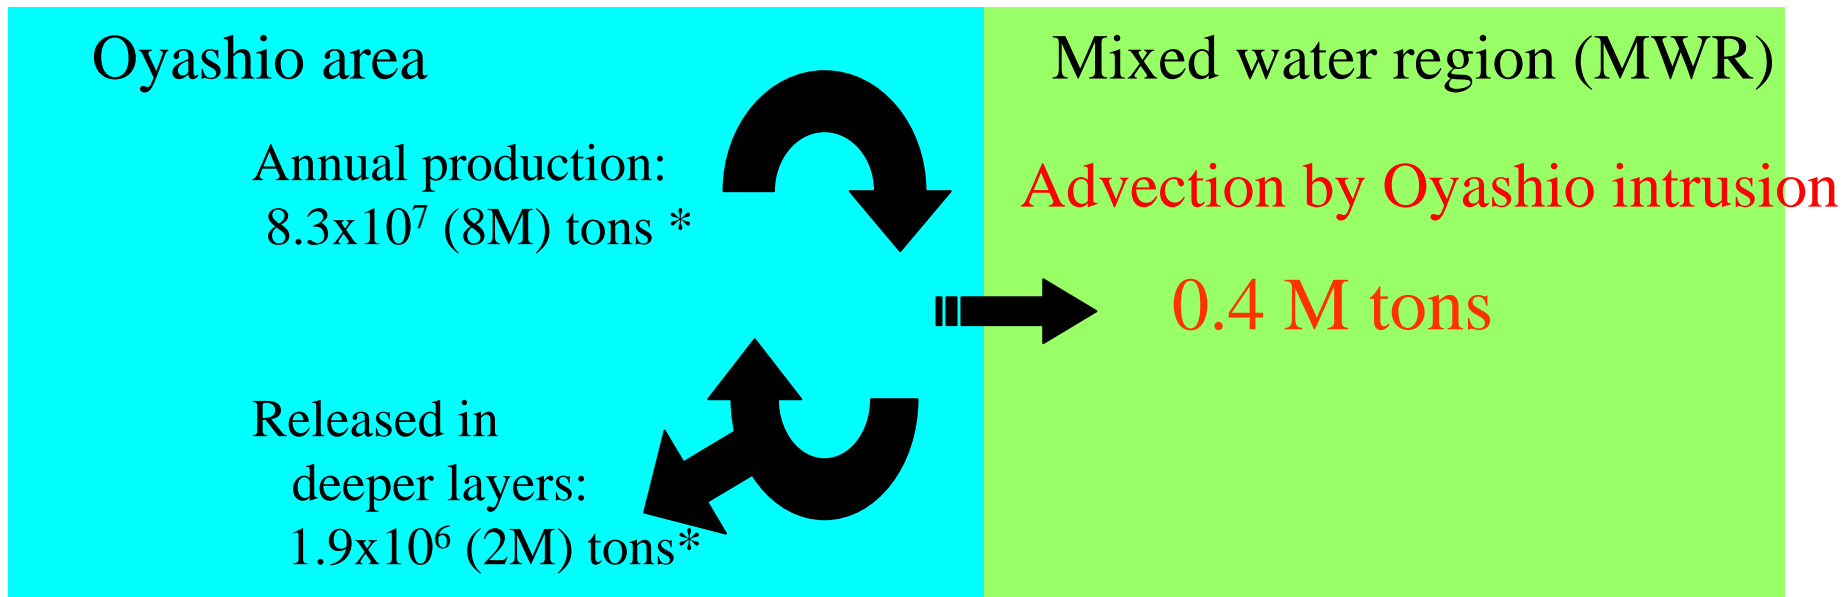 Oyashio area
Annual production:
8.3x10⁷ (8M) tons *
Released in
deeper layers:
1.9x10⁶ (2M) tons*
Mixed water region (MWR)
Advection by Oyashio intrusion
0.4 M tons